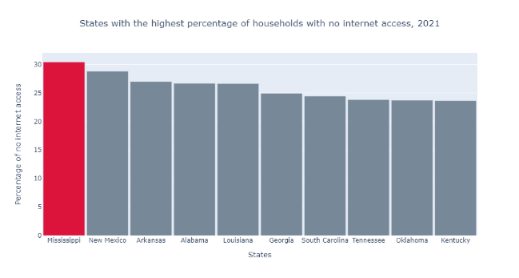 States with the highest percentage of households with no internet access, 2021
Percentage of no internet access
30
25
20
15
10
5
0
Mississippi New Mexico Arkansas Alabama Louisiana Georgia South Carolina Tennessee Oklahoma Kentucky
States